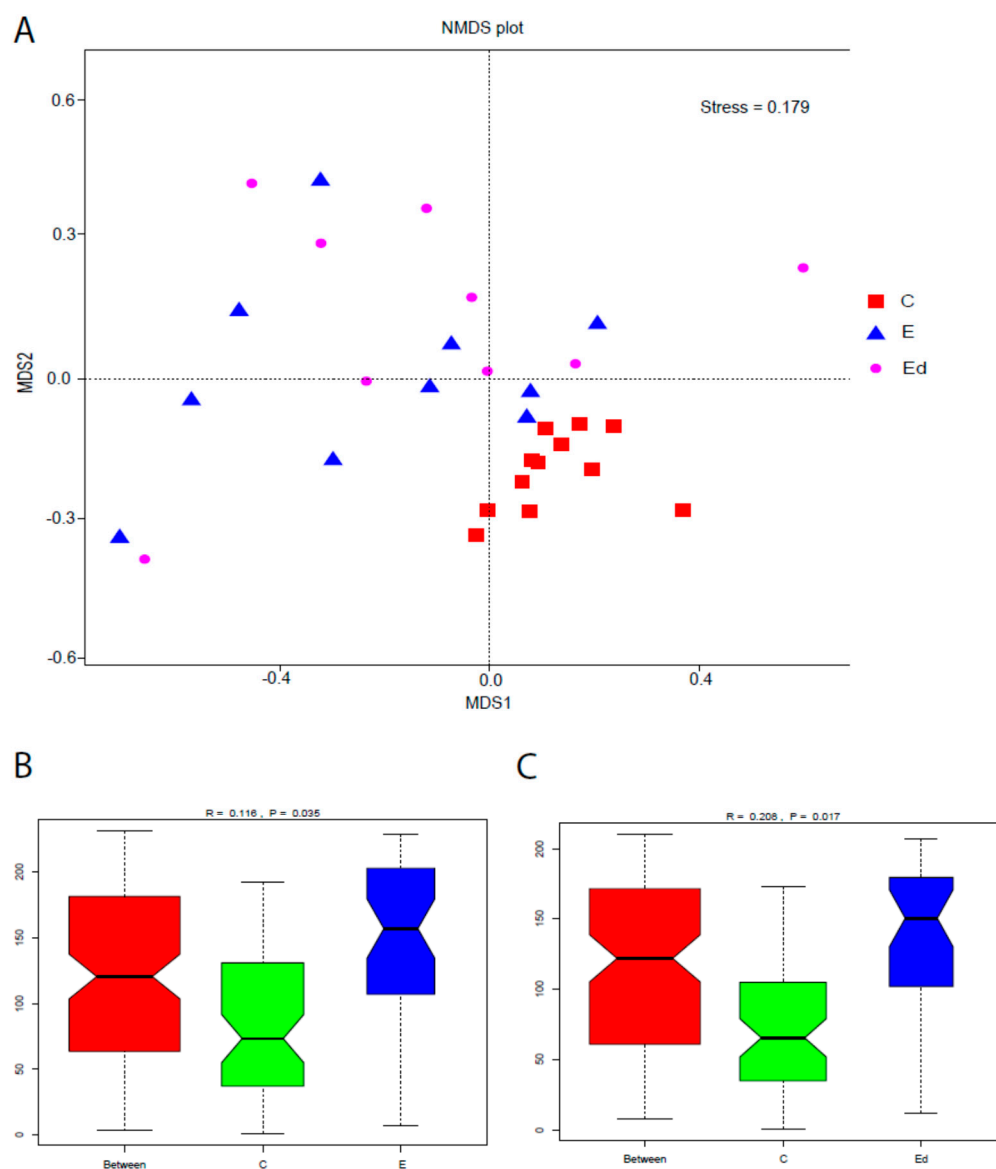 A
NMDS plot
Stress = 0.179
0.6
0.3
0.0
-0.3
-0.6
MDS2
-0.4
0.0
0.4
MDS1
C
E
Ed
B
R = 0.116 , P = 0.035
200
150
100
50
0
Between
C
E
C
R = 0.208 , P = 0.017
200
150
100
50
0
Between
C
Ed